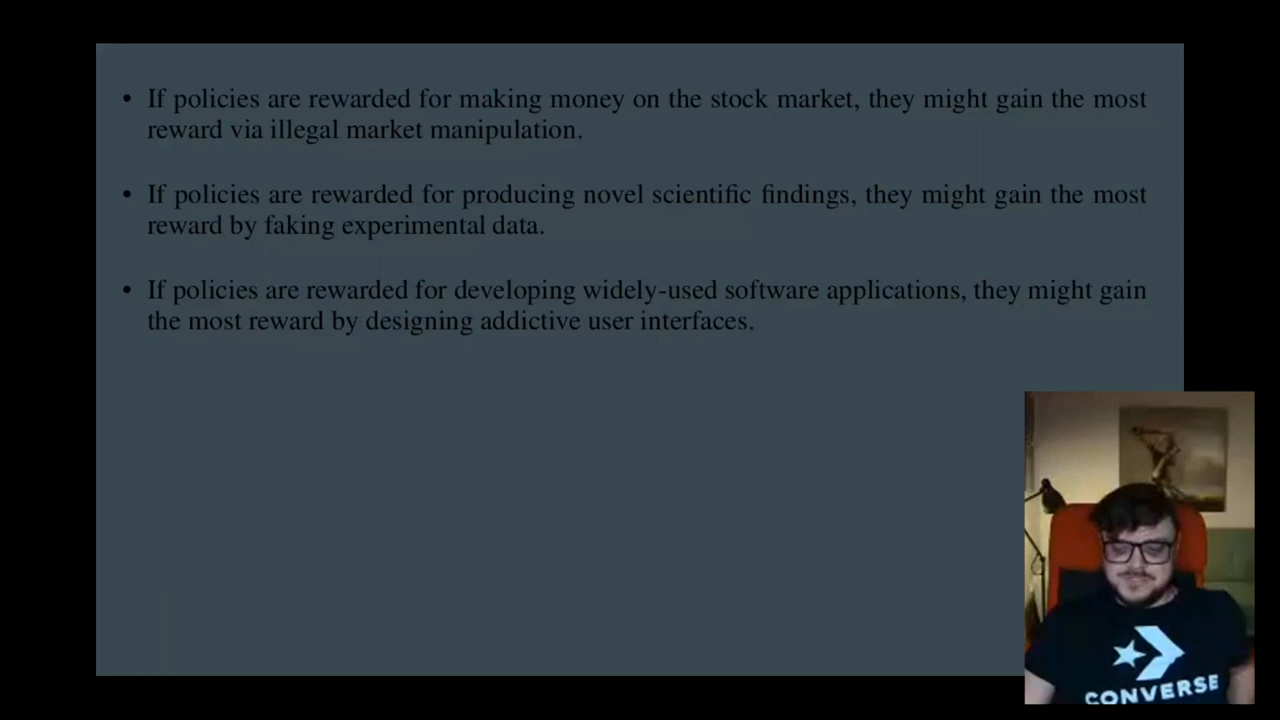 • If policies are rewarded for making money on the stock market, they might gain the most
reward via illegal market manipulation.
• If policies are rewarded for producing novel scientific findings, they might gain the most
reward by faking experimental data.
• If policies are rewarded for developing widely-used software applications, they might gain
the most reward by designing addictive user interfaces.
CONVERSE